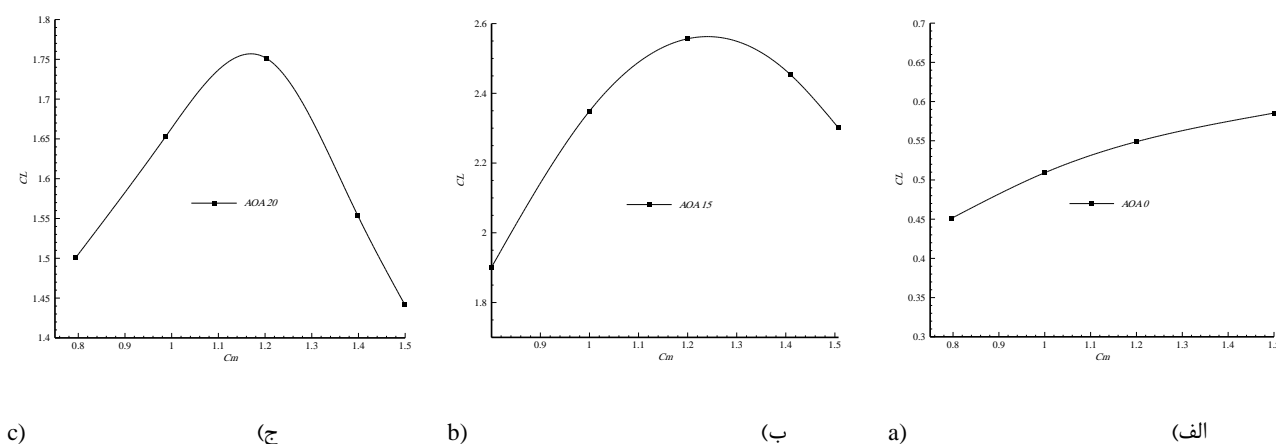 1.8
1.75
1.7
1.65
1.6
1.55
1.5
1.45
1.4
CL
AOA 20
0.8 0.9 1 1.1 1.2 1.3 1.4 1.5
Cm
2.6
2.4
2.2
2
1.8
CL
AOA 15
0.9 1 1.1 1.2 1.3 1.4 1.5
Cm
0.7
0.65
0.6
0.55
0.5
0.45
0.4
0.35
0.3
CL
AOA 0
0.8 0.9 1 1.1 1.2 1.3 1.4 1.5
Cm
c) ج) b) ب) a) الف)